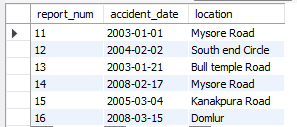 report_num accident_date location
11 2003-01-01 Mysore Road
12 2004-02-02 South end Circle
13 2003-01-21 Bull temple Road
14 2008-02-17 Mysore Road
15 2005-03-04 Kanakpura Road
16 2008-03-15 Domlur